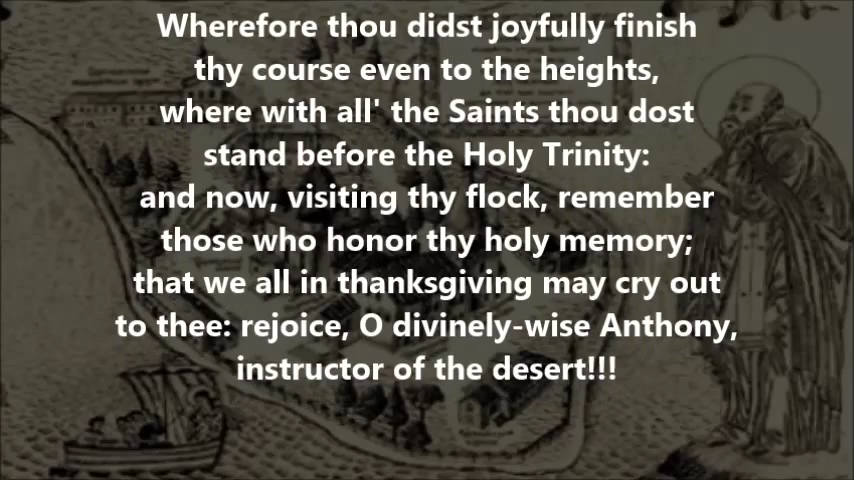 Wherefore thou didst joyfully finish
thy course even to the heights,
where with all' the Saints thou dost
stand before the Holy Trinity:
and now, visiting thy flock, remember
those who honor thy holy memory;
that we all in thanksgiving may cry out
to thee: rejoice, O divinely-wise Anthony,
instructor of the desert!!!